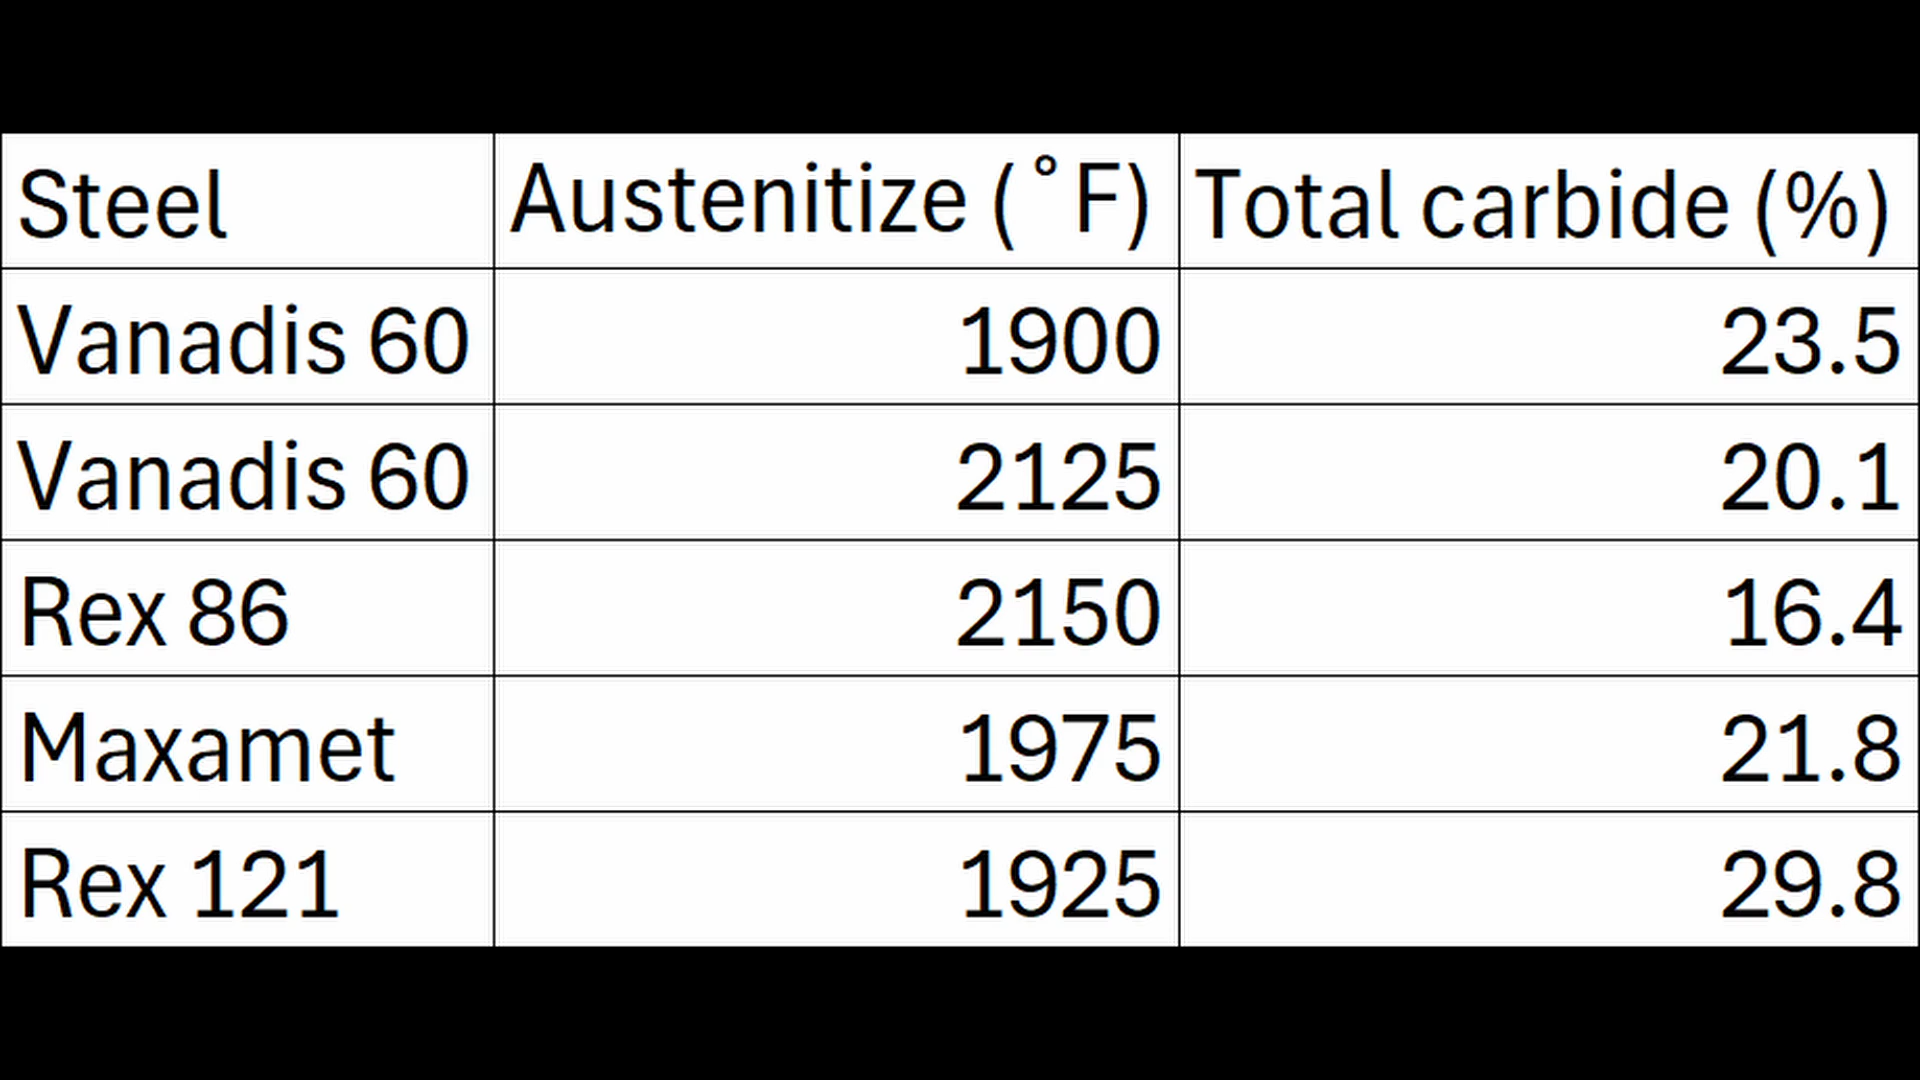 Steel Austenitize (˚F) Total carbide (%)
Vanadis 60 1900 23.5
Vanadis 60 2125 20.1
Rex 86 2150 16.4
Maxamet 1975 21.8
Rex 121 1925 29.8